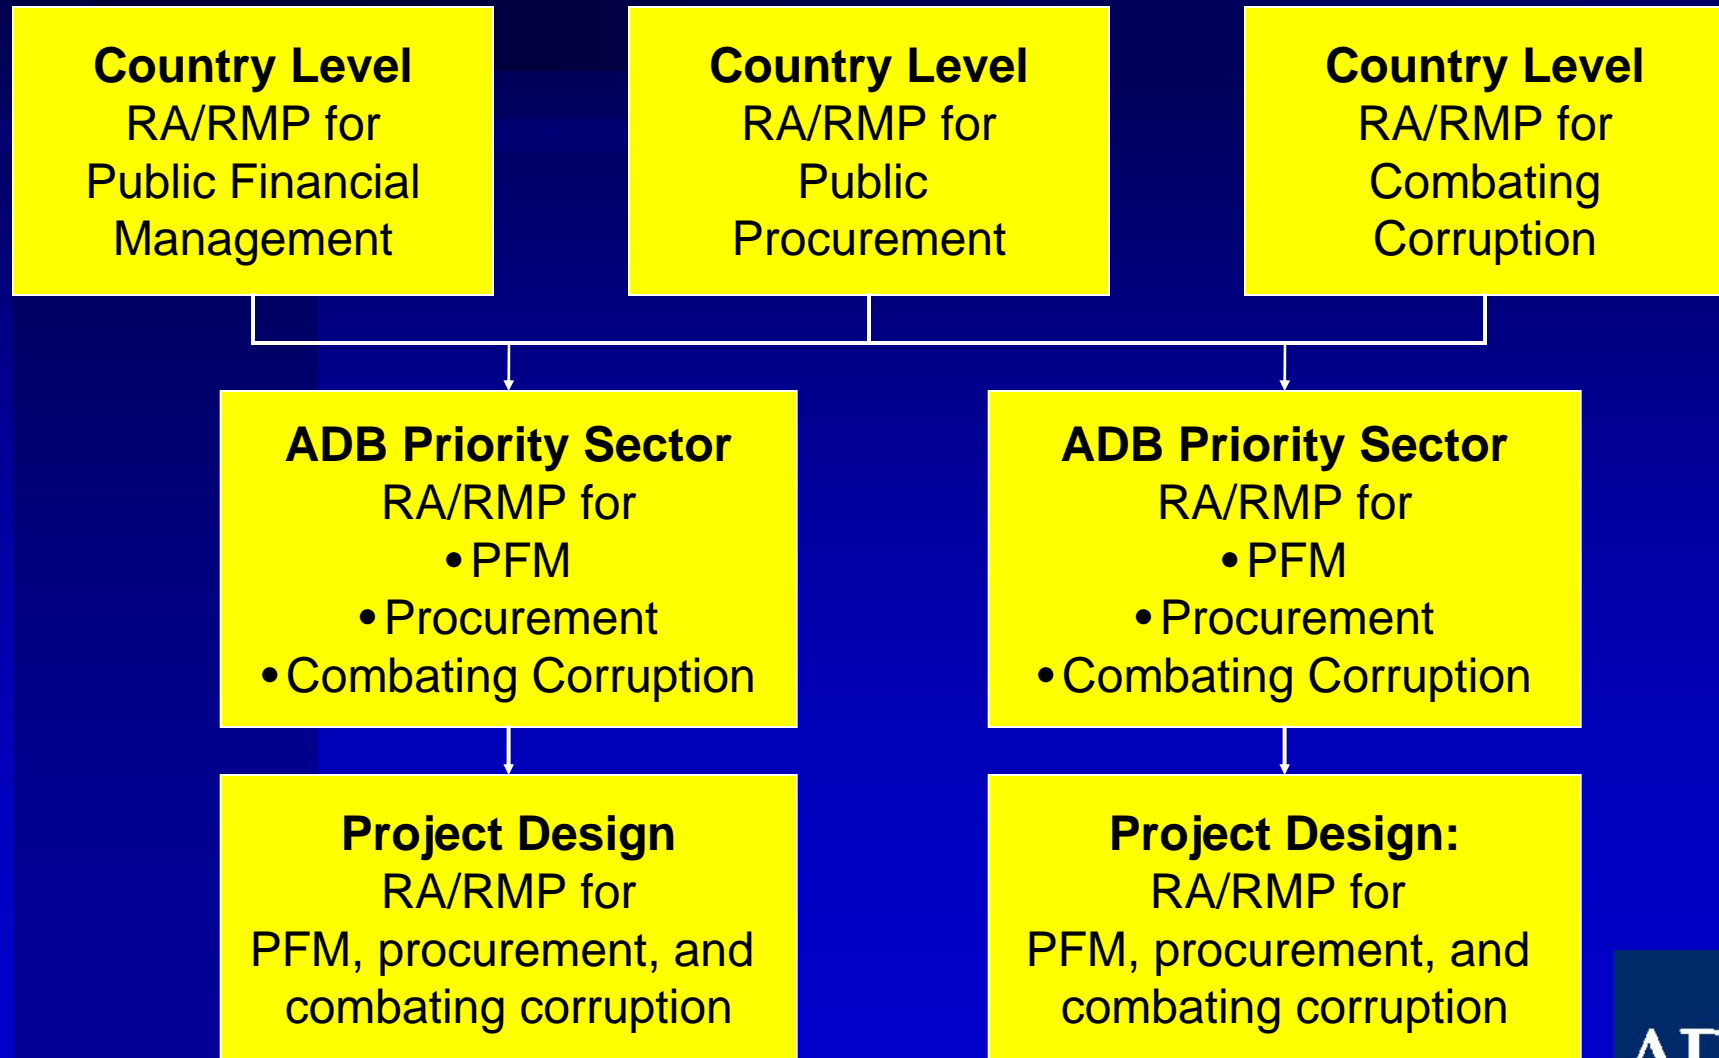 Country Level
RA/RMP for
Public Financial
Management
Country Level
RA/RMP for
Public
Procurement
Country Level
RA/RMP for
Combating
Corruption
ADB Priority Sector
RA/RMP for
•PFM
•Procurement
•Combating Corruption
ADB Priority Sector
RA/RMP for
•PFM
•Procurement
•Combating Corruption
Project Design
RA/RMP for
PFM, procurement, and
combating corruption
Project Design:
RA/RMP for
PFM, procurement, and
combating corruption